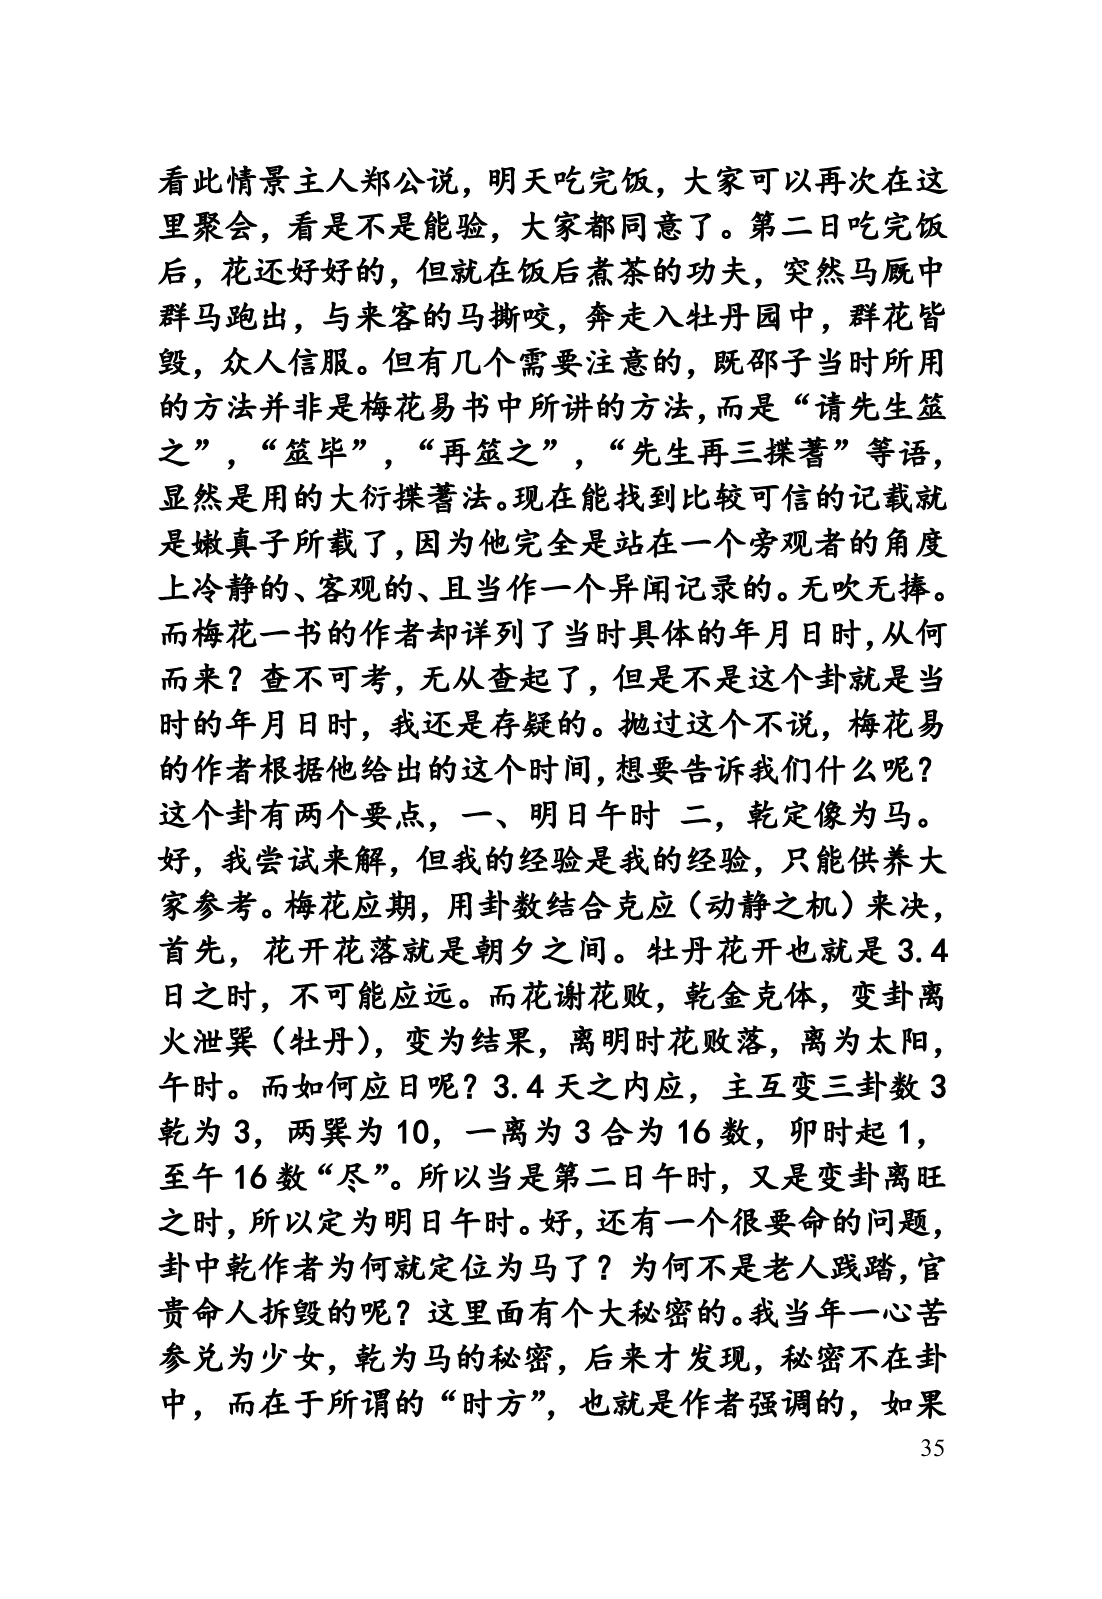 看此情景主人郑公说，明天吃完饭，大家可以再次在这
里聚会，看是不是能验，大家都同意了。第二日吃完饭
后，花还好好的，但就在饭后煮茶的功夫，突然马厩中
群马跑出，与来客的马撕咬，奔走入牡丹园中，群花皆
毁，众人信服。但有几个需要注意的，既邵子当时所用
的方法并非是梅花易书中所讲的方法，而是“请先生筮
之”，“筮毕”，“再筮之”，“先生再三揲蓍”等语，
显然是用的大衍揲蓍法。现在能找到比较可信的记载就
是嫩真子所载了，因为他完全是站在一个旁观者的角度
上冷静的、客观的、且当作一个异闻记录的。无吹无捧。
而梅花一书的作者却详列了当时具体的年月日时，从何
而来？查不可考，无从查起了，但是不是这个卦就是当
时的年月日时，我还是存疑的。抛过这个不说，梅花易
的作者根据他给出的这个时间，想要告诉我们什么呢？
这个卦有两个要点，一、明日午时 二，乾定像为马。
好，我尝试来解，但我的经验是我的经验，只能供养大
家参考。梅花应期，用卦数结合克应（动静之机）来决，
首先，花开花落就是朝夕之间。牡丹花开也就是 3.4
日之时，不可能应远。而花谢花败，乾金克体，变卦离
火泄巽（牡丹），变为结果，离明时花败落，离为太阳，
午时。而如何应日呢？3.4 天之内应，主互变三卦数 3
乾为 3，两巽为 10，一离为 3 合为 16 数，卯时起 1，
至午 16 数“尽”。所以当是第二日午时，又是变卦离旺
之时，所以定为明日午时。好，还有一个很要命的问题，
卦中乾作者为何就定位为马了？为何不是老人践踏，官
贵命人拆毁的呢？这里面有个大秘密的。我当年一心苦
参兑为少女，乾为马的秘密，后来才发现，秘密不在卦
中，而在于所谓的“时方”，也就是作者强调的，如果
35